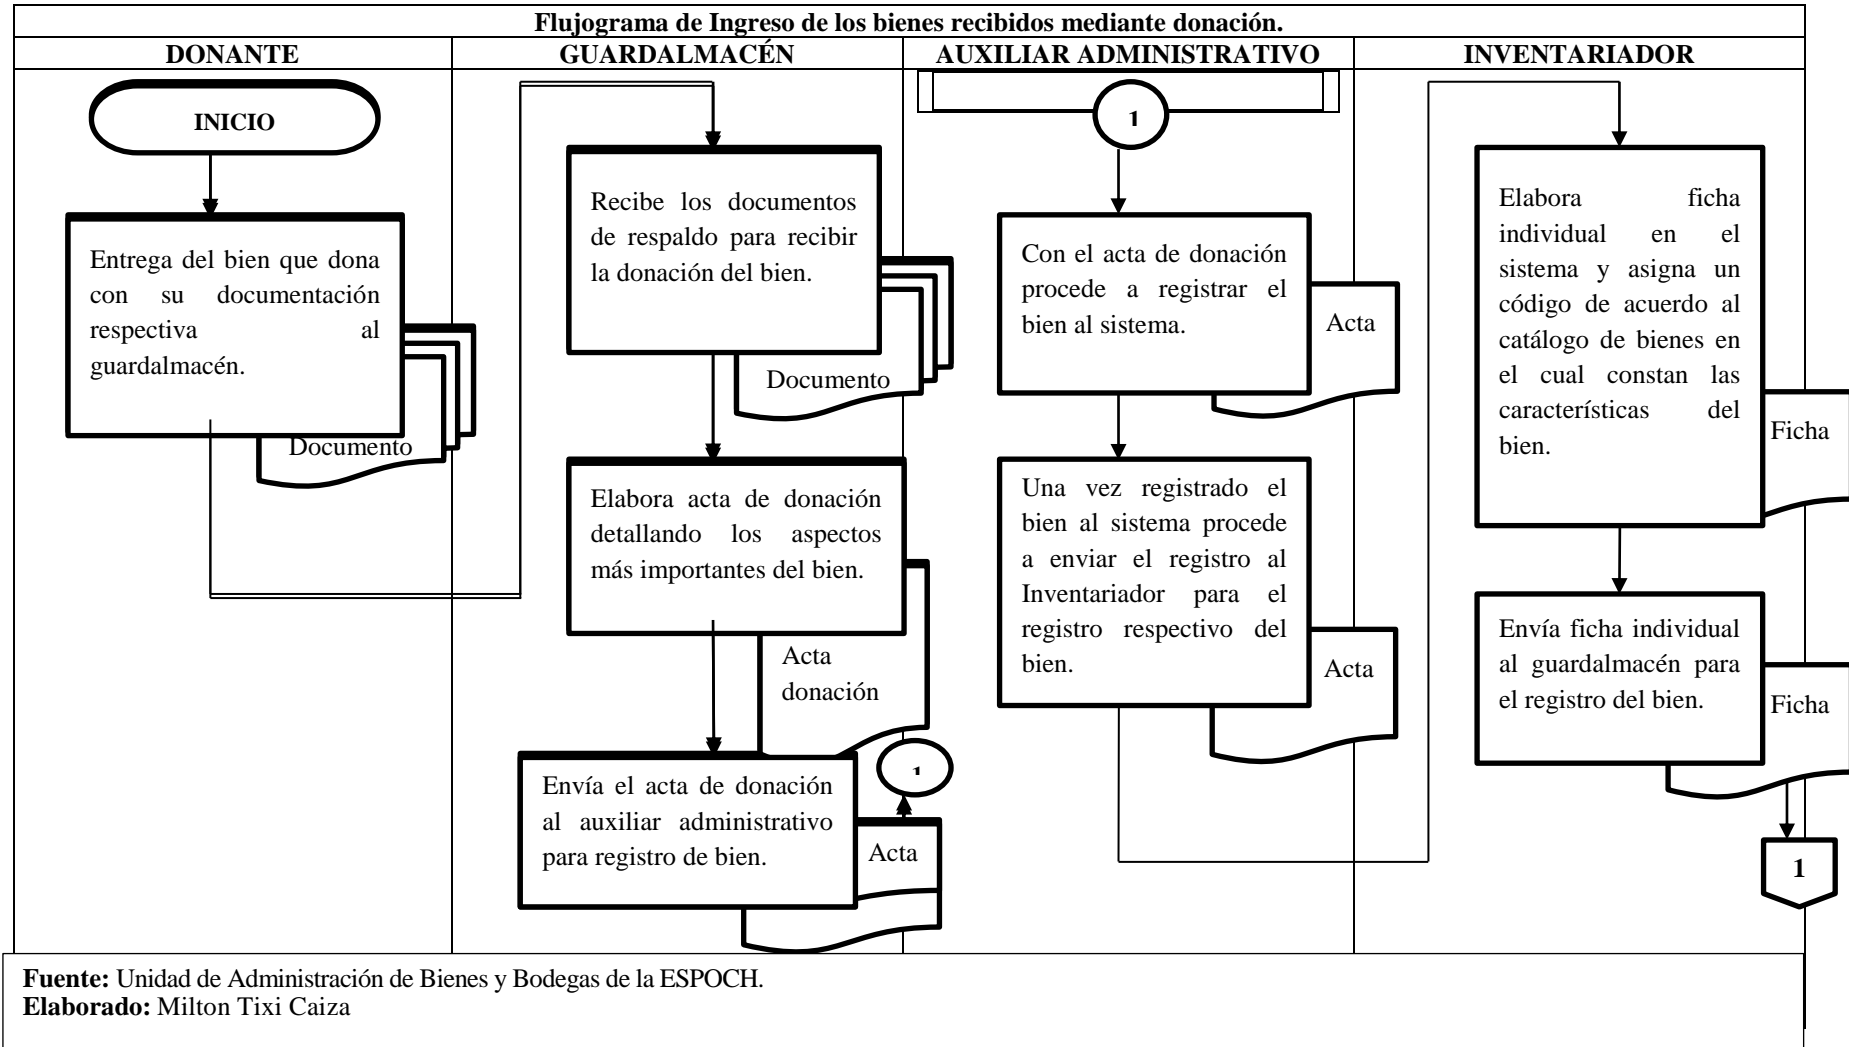 Flujograma de Ingreso de los bienes recibidos mediante donación.
DONANTE
GUARDALMACÉN
AUXILIAR ADMINISTRATIVO
INVENTARIADOR
INICIO
Entrega del bien que dona
con su documentación
respectiva al
guardalmacén.
Documento
Recibe los documentos
de respaldo para recibir
la donación del bien.
Documento
Elabora acta de donación
detallando los aspectos
más importantes del bien.
Acta
donación
Envía el acta de donación
al auxiliar administrativo
para registro de bien.
Acta
1
1
Con el acta de donación
procede a registrar el
bien al sistema.
Acta
Una vez registrado el
bien al sistema procede
a enviar el registro al
Inventariador para el
registro respectivo del
bien.
Acta
Elabora ficha
individual en el
sistema y asigna un
código de acuerdo al
catálogo de bienes en
el cual constan las
características del
bien.
Ficha
Envía ficha individual
al guardalmacén para
el registro del bien.
Ficha
1
Fuente: Unidad de Administración de Bienes y Bodegas de la ESPOCH.
Elaborado: Milton Tixi Caiza